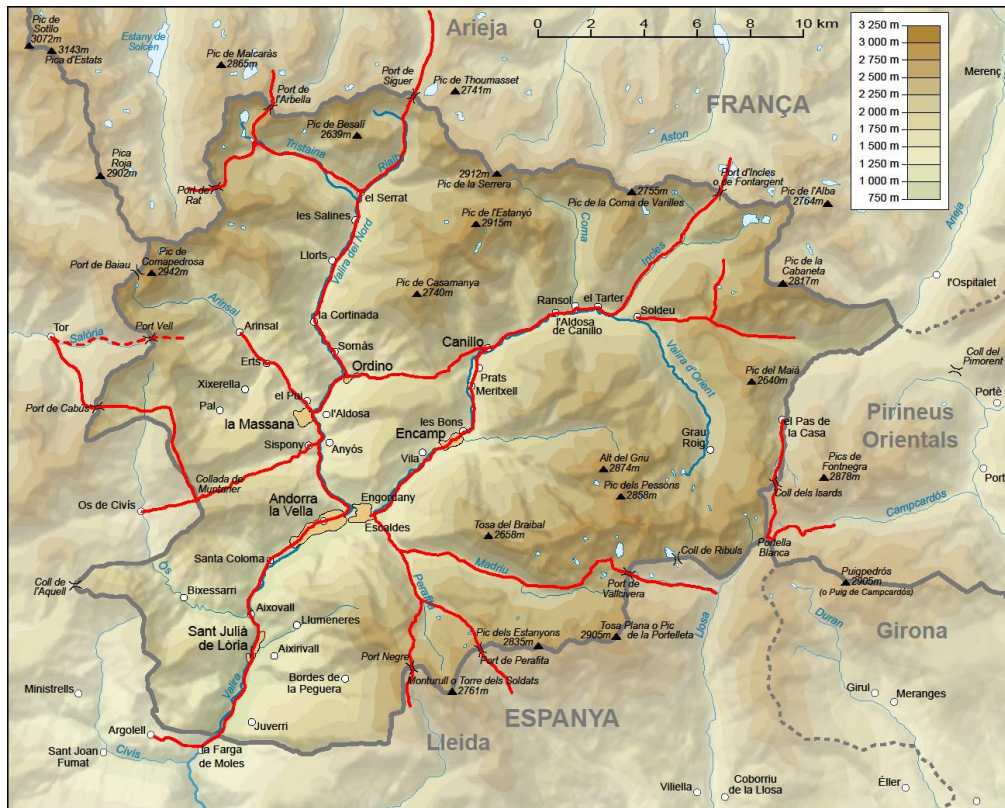 Pic de
Sotllo
3072m
3143m
Pica d'Estats
Estany de
Solcén
Pic de Malcaràs
2865m
Arieja
0 2 4 6 8 10 km
3 250 m
3 000 m
2 750 m
2 500 m
2 250 m
2 000 m
1 750 m
1 500 m
1 250 m
1 000 m
750 m
Merenç
Port de
l'Arbella
Port de
Siguer
Pic de Thoumasset
2741m
FRANÇA
Pic de Besalí
2639m
Aston
Tristaina
Rialb
Pica
Roja
2902m
Port de
Rat
el Serrat
2912m
Pic de la Serrera
2755m
Pic de la Coma de Varilles
Port d'Incles
o de Fontargent
Pic de l'Alba
2764m
Arieja
les Salines
Pic de l'Estanyó
2915m
Coma
Incles
Valira del Nord
Llorts
Port de Baiau
Pic de
Comapedrosa
2942m
Pic de Casamanya
2740m
Pic de la
Cabaneta
2817m
l'Ospitalet
Arinsal
Arinsal
Ransol
el Tarter
l'Aldosa
de Canillo
Soldeu
la Cortinada
Tor
Salória
Port Vell
Sornàs
Canillo
Valira d'Orient
Coll del
Pimorent
Erts
Ordino
Prats
Meritxell
Pic del Maià
2640m
Portè
Xixerella
el Pui
Pal
l'Aldosa
la Massana
Port de Cabús
les Bons
Encamp
Grau
Roig
el Pas de
la Casa
Pirineus
Orientals
Sispony
Anyós
Vila
Alt del Griu
2874m
Pics de
Fontnegra
2878m
Port
Collada de
Muntaner
Pic dels Pessons
2858m
Coll dels Isards
Os de Civís
Andorra
la Vella
Engordany
Escaldes
Campcardós
Tosa del Braibal
2658m
Portella
Blanca
Santa Coloma
Madriu
Coll de Ribuls
Coll de
l'Aquell
Os
Perafita
Port de
Vallcivera
Puigpedrós
2905m
(o Puig de Campcardós)
Bixessarri
Aixovall
Llumeneres
Llosa
Duran
Sant Julià
de Lòria
Aixirivall
Pic dels Estanyons
2835m
Tosa Plana o Pic
2905m
de la Portelleta
Girona
Port Negre
Port de Perafita
Ministrells
Valira
Bordes de
la Peguera
Monturull o Torre dels Soldats
2761m
Girul
Meranges
ESPANYA
Argolell
Juverri
Lleida
Sant Joan
Fumat
Civís
la Farga
de Moles
Viliella
Coborriu
de la Llosa
Éller